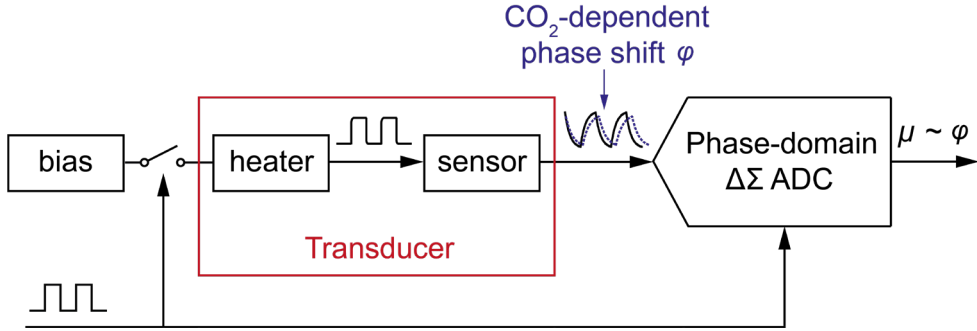 CO₂-dependent
phase shift φ
bias
heater
sensor
Phase-domain
ΔΣ ADC
μ ~ φ
Transducer